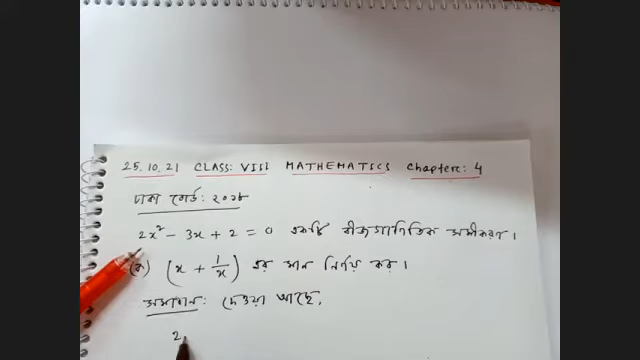 25.10.21 CLASS: VIII MATHEMATICS Chapter: 4
ঢাকা বোর্ড: ২০১৮
2x² - 3x + 2 = 0 একটি বীজগাণিতিক সমীকরণ।
(ক) (x + 1/x) এর মান নির্ণয় কর।
সমাধান: দেওয়া আছে,
2